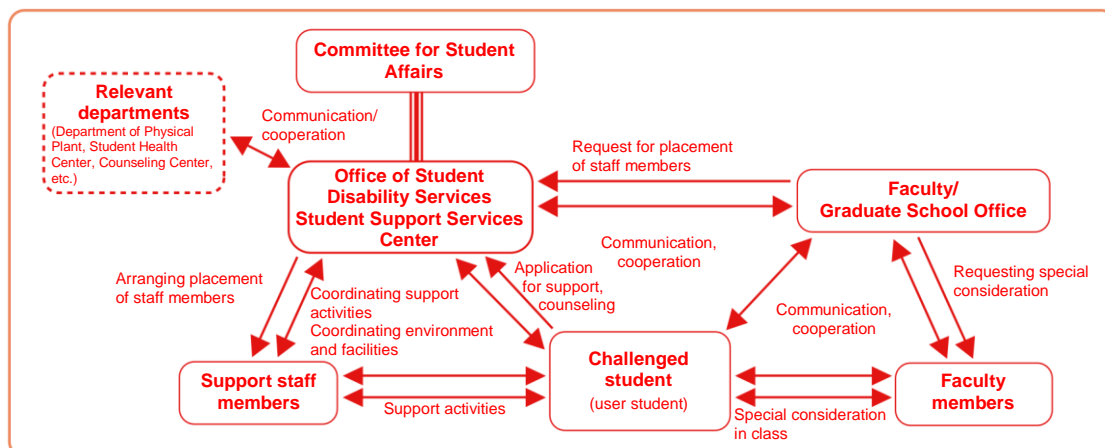 Committee for Student
Affairs
Relevant
departments
(Department of Physical
Plant, Student Health
Center, Counseling Center,
etc.)
Communication/
cooperation
Request for placement
of staff members
Office of Student
Disability Services
Student Support Services
Center
Faculty/
Graduate School Office
Communication,
cooperation
Arranging placement
of staff members
Application
for support,
counseling
Requesting special
consideration
Coordinating support
activities
Coordinating environment
and facilities
Communication,
cooperation
Support staff
members
Challenged
student
(user student)
Faculty
members
Support activities
Special consideration
in class